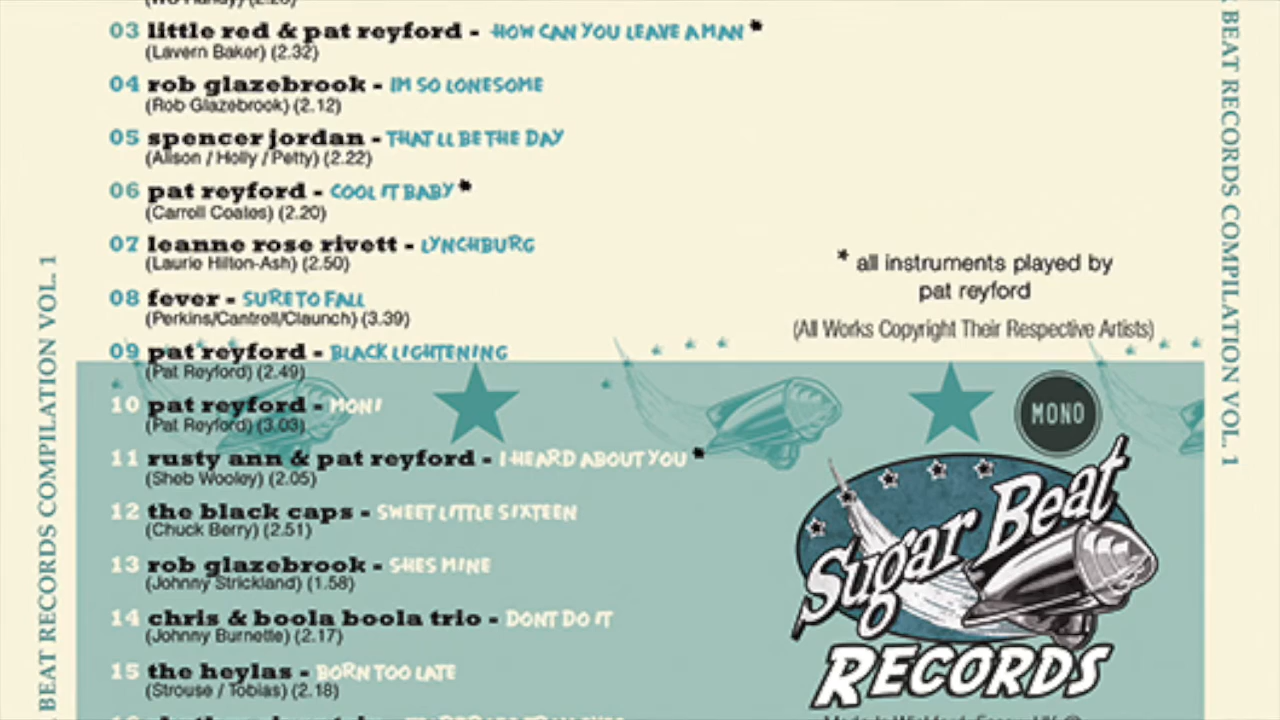 03 little red & pat reyford - HOW CAN YOU LEAVE A MAN *
(Lavern Baker) (2.32)
04 rob glazebrook - IM SO LONESOME
(Rob Glazebrook) (2.12)
05 spencer jordan - THAT LL BE THE DAY
(Alison / Holly / Petty) (2.22)
06 pat reyford - COOL IT BABY *
(Carroll Coates) (2.20)
07 leanne rose rivett - LYNCHBURG
(Laurie Hilton-Ash) (2.50)
08 fever - SURE TO FALL
(Perkins/Cantrell/Claunch) (3.39)
09 pat reyford - BLACK LIGHTENING
(Pat Reyford) (2.49)
10 pat reyford - MONI
(Pat Reyford) (3.03)
11 rusty ann & pat reyford - I HEARD ABOUT YOU *
(Sheb Wooley) (2.05)
12 the black caps - SWEET LITTLE SIXTEEN
(Chuck Berry) (2.51)
13 rob glazebrook - SHES MINE
(Johnny Strickland) (1.58)
14 chris & boola boola trio - DONT DO IT
(Johnny Burnette) (2.17)
15 the heylas - BORN TOO LATE
(Strouse / Tobias) (2.18)
* all instruments played by
pat reyford
(All Works Copyright Their Respective Artists)
MONO
Sugar Beat
RECORDS
BEAT RECORDS COMPILATION VOL. 1
BEAT RECORDS COMPILATION VOL. 1